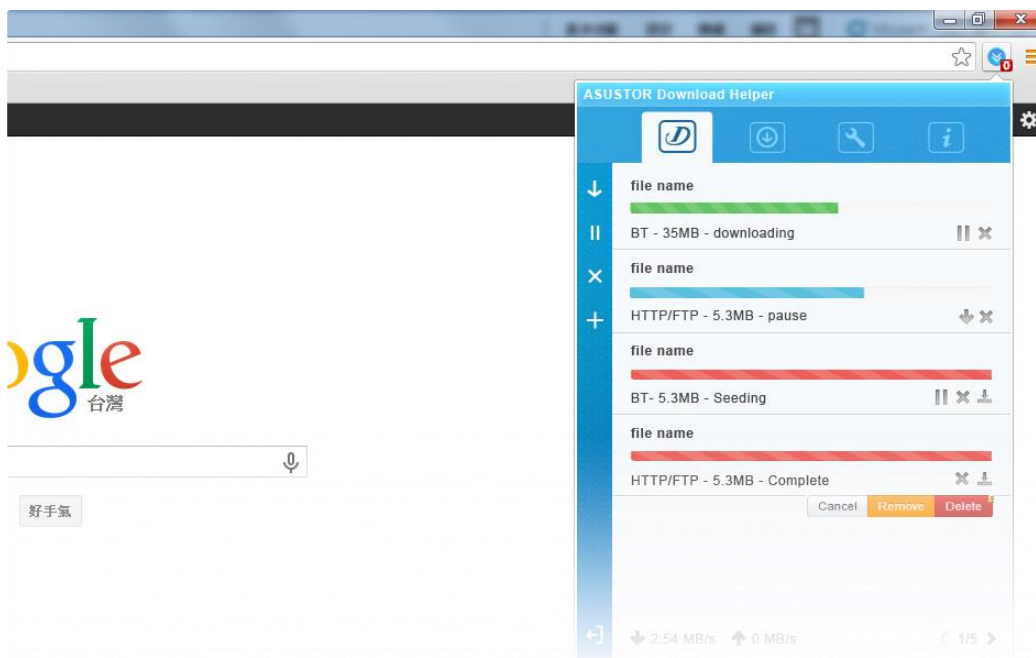 0
ASUSTOR Download Helper
file name
BT - 35MB - downloading
file name
HTTP/FTP - 5.3MB - pause
file name
BT- 5.3MB - Seeding
file name
HTTP/FTP - 5.3MB - Complete
Cancel Remove Delete
2.54 MB/s 0 MB/s 1/5
ogle
台灣
好手氣